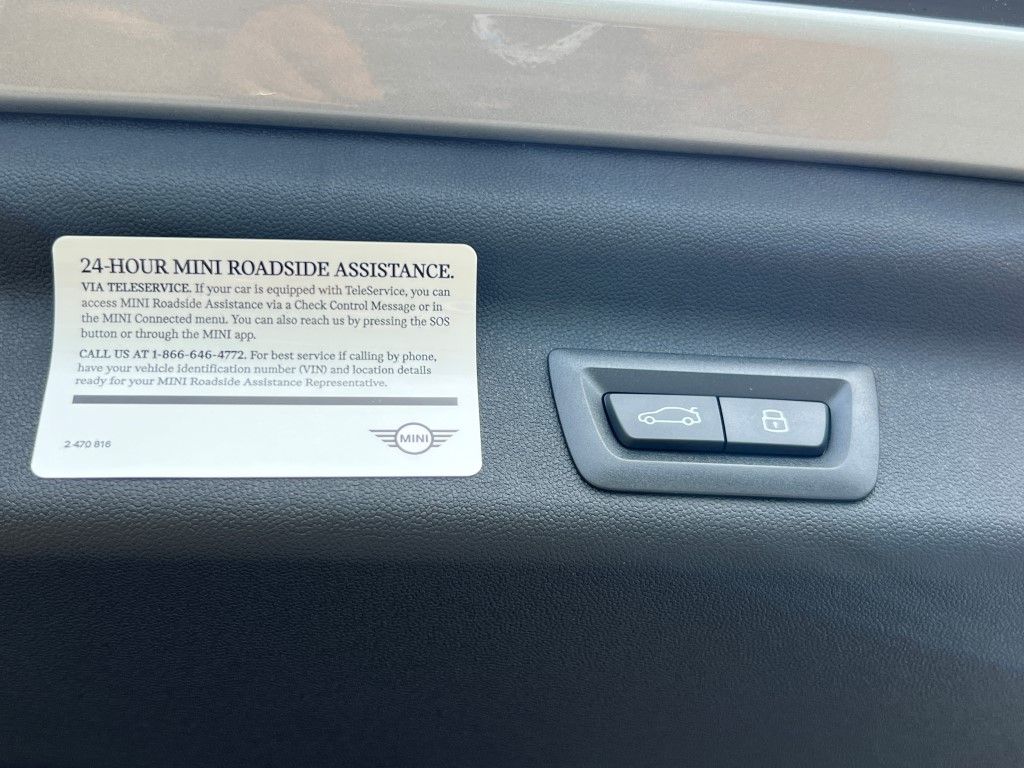 24-HOUR MINI ROADSIDE ASSISTANCE.
VIA TELESERVICE. If your car is equipped with TeleService, you can
access MINI Roadside Assistance via a Check Control Message or in
the MINI Connected menu. You can also reach us by pressing the SOS
button or through the MINI app.
CALL US AT 1-866-646-4772. For best service if calling by phone,
have your vehicle identification number (VIN) and location details
ready for your MINI Roadside Assistance Representative.
2 470 816
MINI